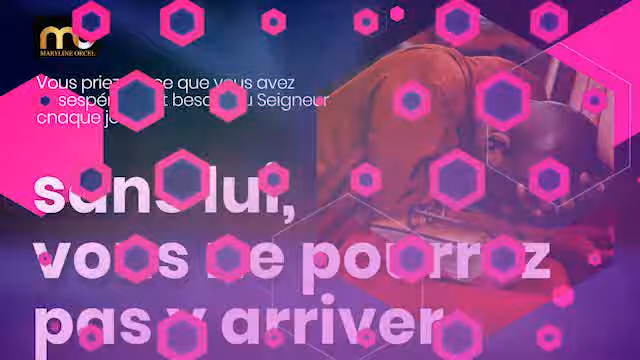 MARYLINE ORCEL
Vous priez ce que vous avez
besoin du Seigneur
chaque jour
sans lui,
vous ne pourrez
pas y arriver